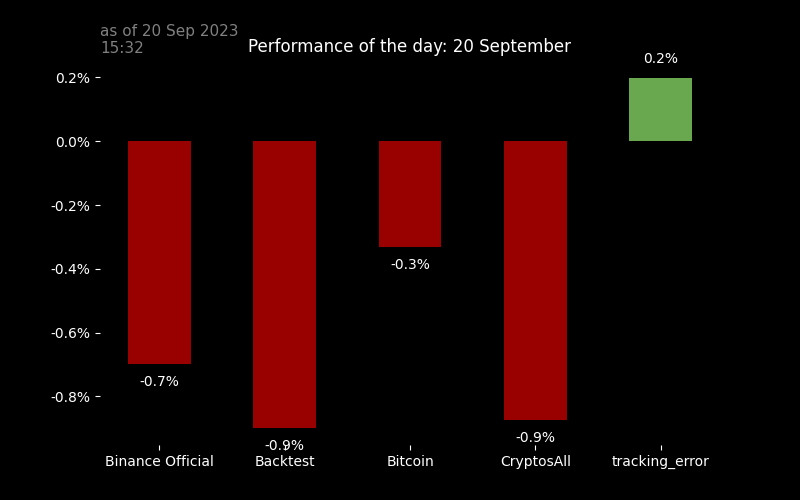 as of 20 Sep 2023
15:32
Performance of the day: 20 September
0.2%
0.2%
0.0%
-0.2%
-0.4%
-0.6%
-0.8%
-0.7%
-0.9%
-0.3%
-0.9%
Binance Official
Backtest
Bitcoin
CryptosAll
tracking_error